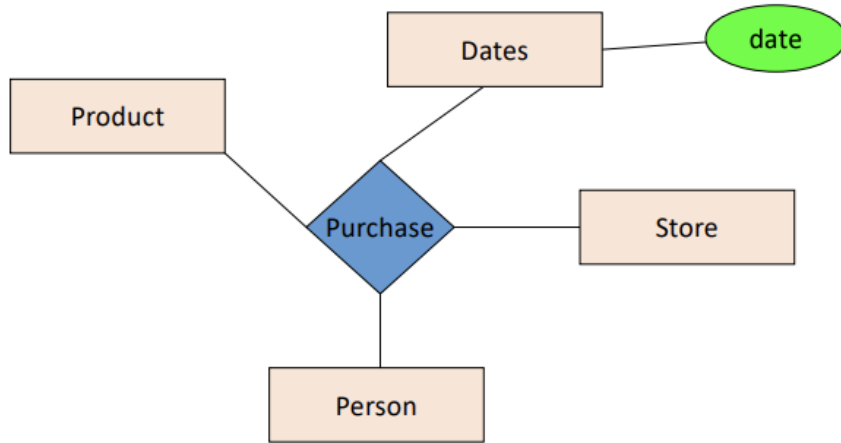 Dates
date
Product
Purchase
Store
Person